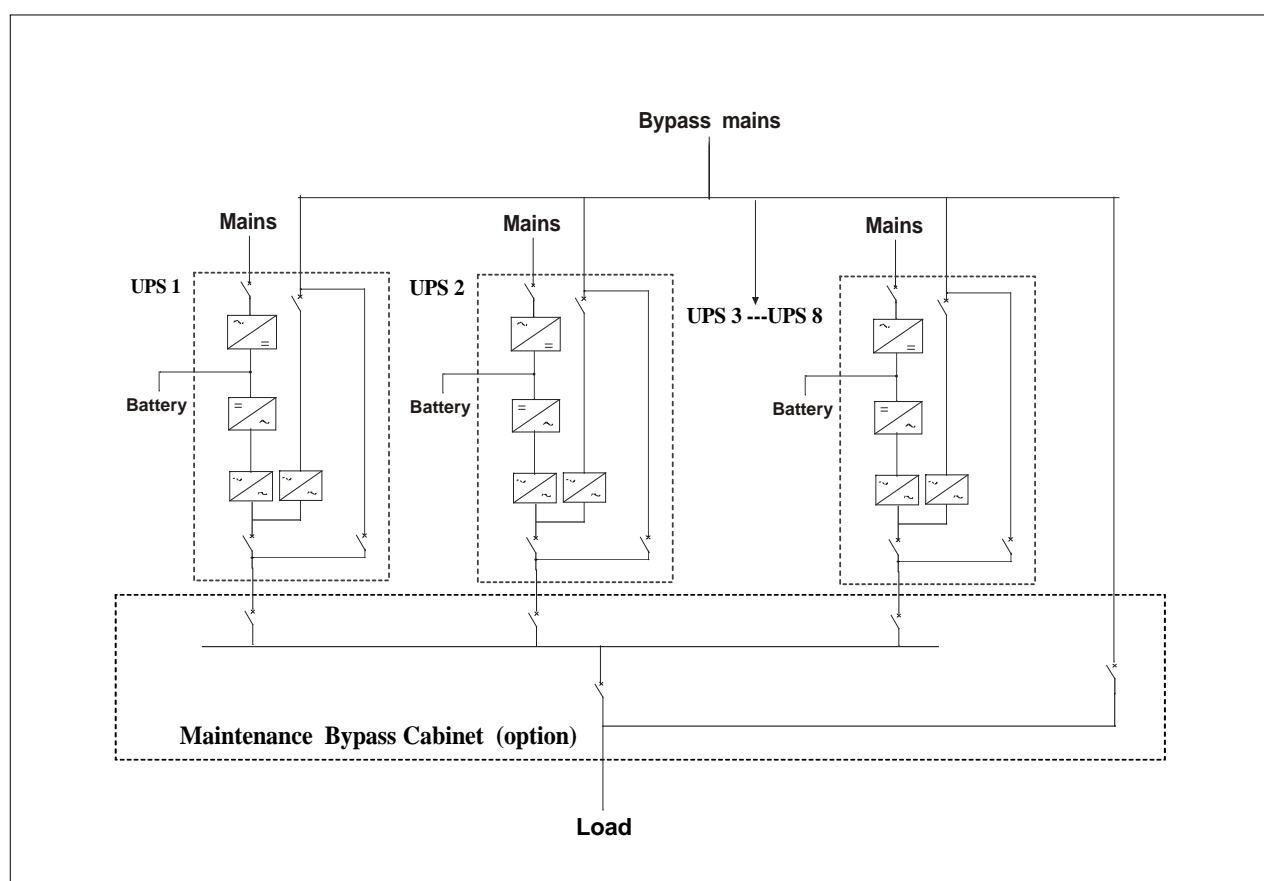 Bypass mains
Mains
Mains
Mains
UPS 1
UPS 2
UPS 3 ---UPS 8
Battery
Battery
Battery
Maintenance Bypass Cabinet (option)
Load